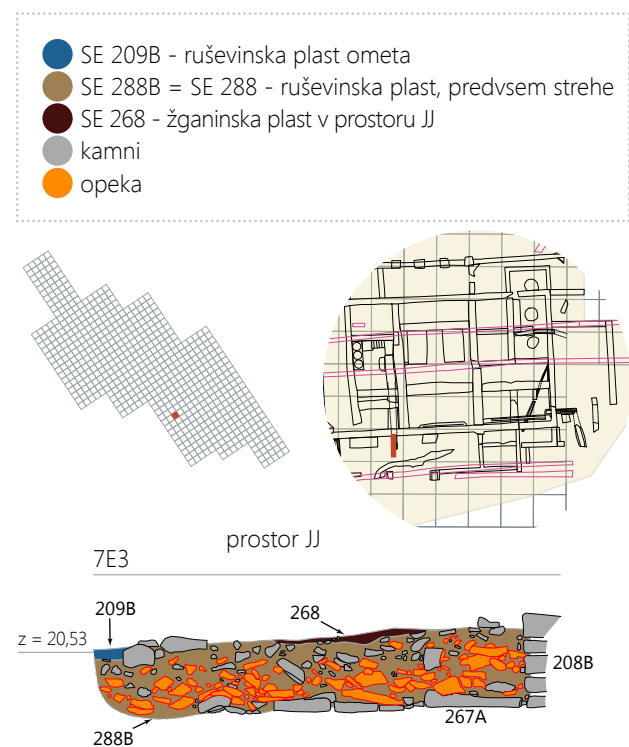 SE 209B - ruševinska plast ometa
SE 288B = SE 288 - ruševinska plast, predvsem strehe
SE 268 - žganinska plast v prostoru JJ
kamni
opeka
prostor JJ
7E3
209B
268
z = 20,53
208B
267A
288B